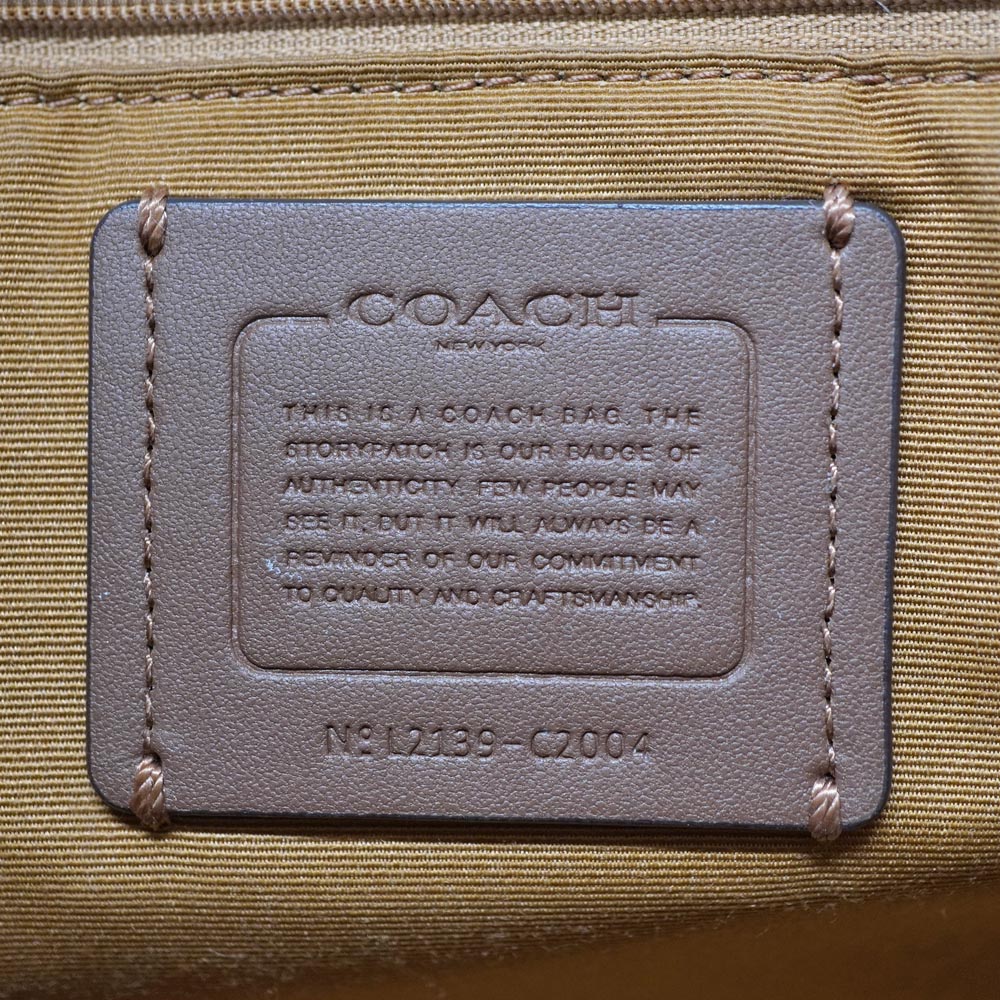 COACH
NEW YORK
THIS IS A COACH BAG. THE
STORYPATCH IS OUR BADGE OF
AUTHENTICITY. FEW PEOPLE MAY
SEE IT, BUT IT WILL ALWAYS BE A
REMINDER OF OUR COMMITMENT
TO QUALITY AND CRAFTSMANSHIP.
Nº L2139-C2004